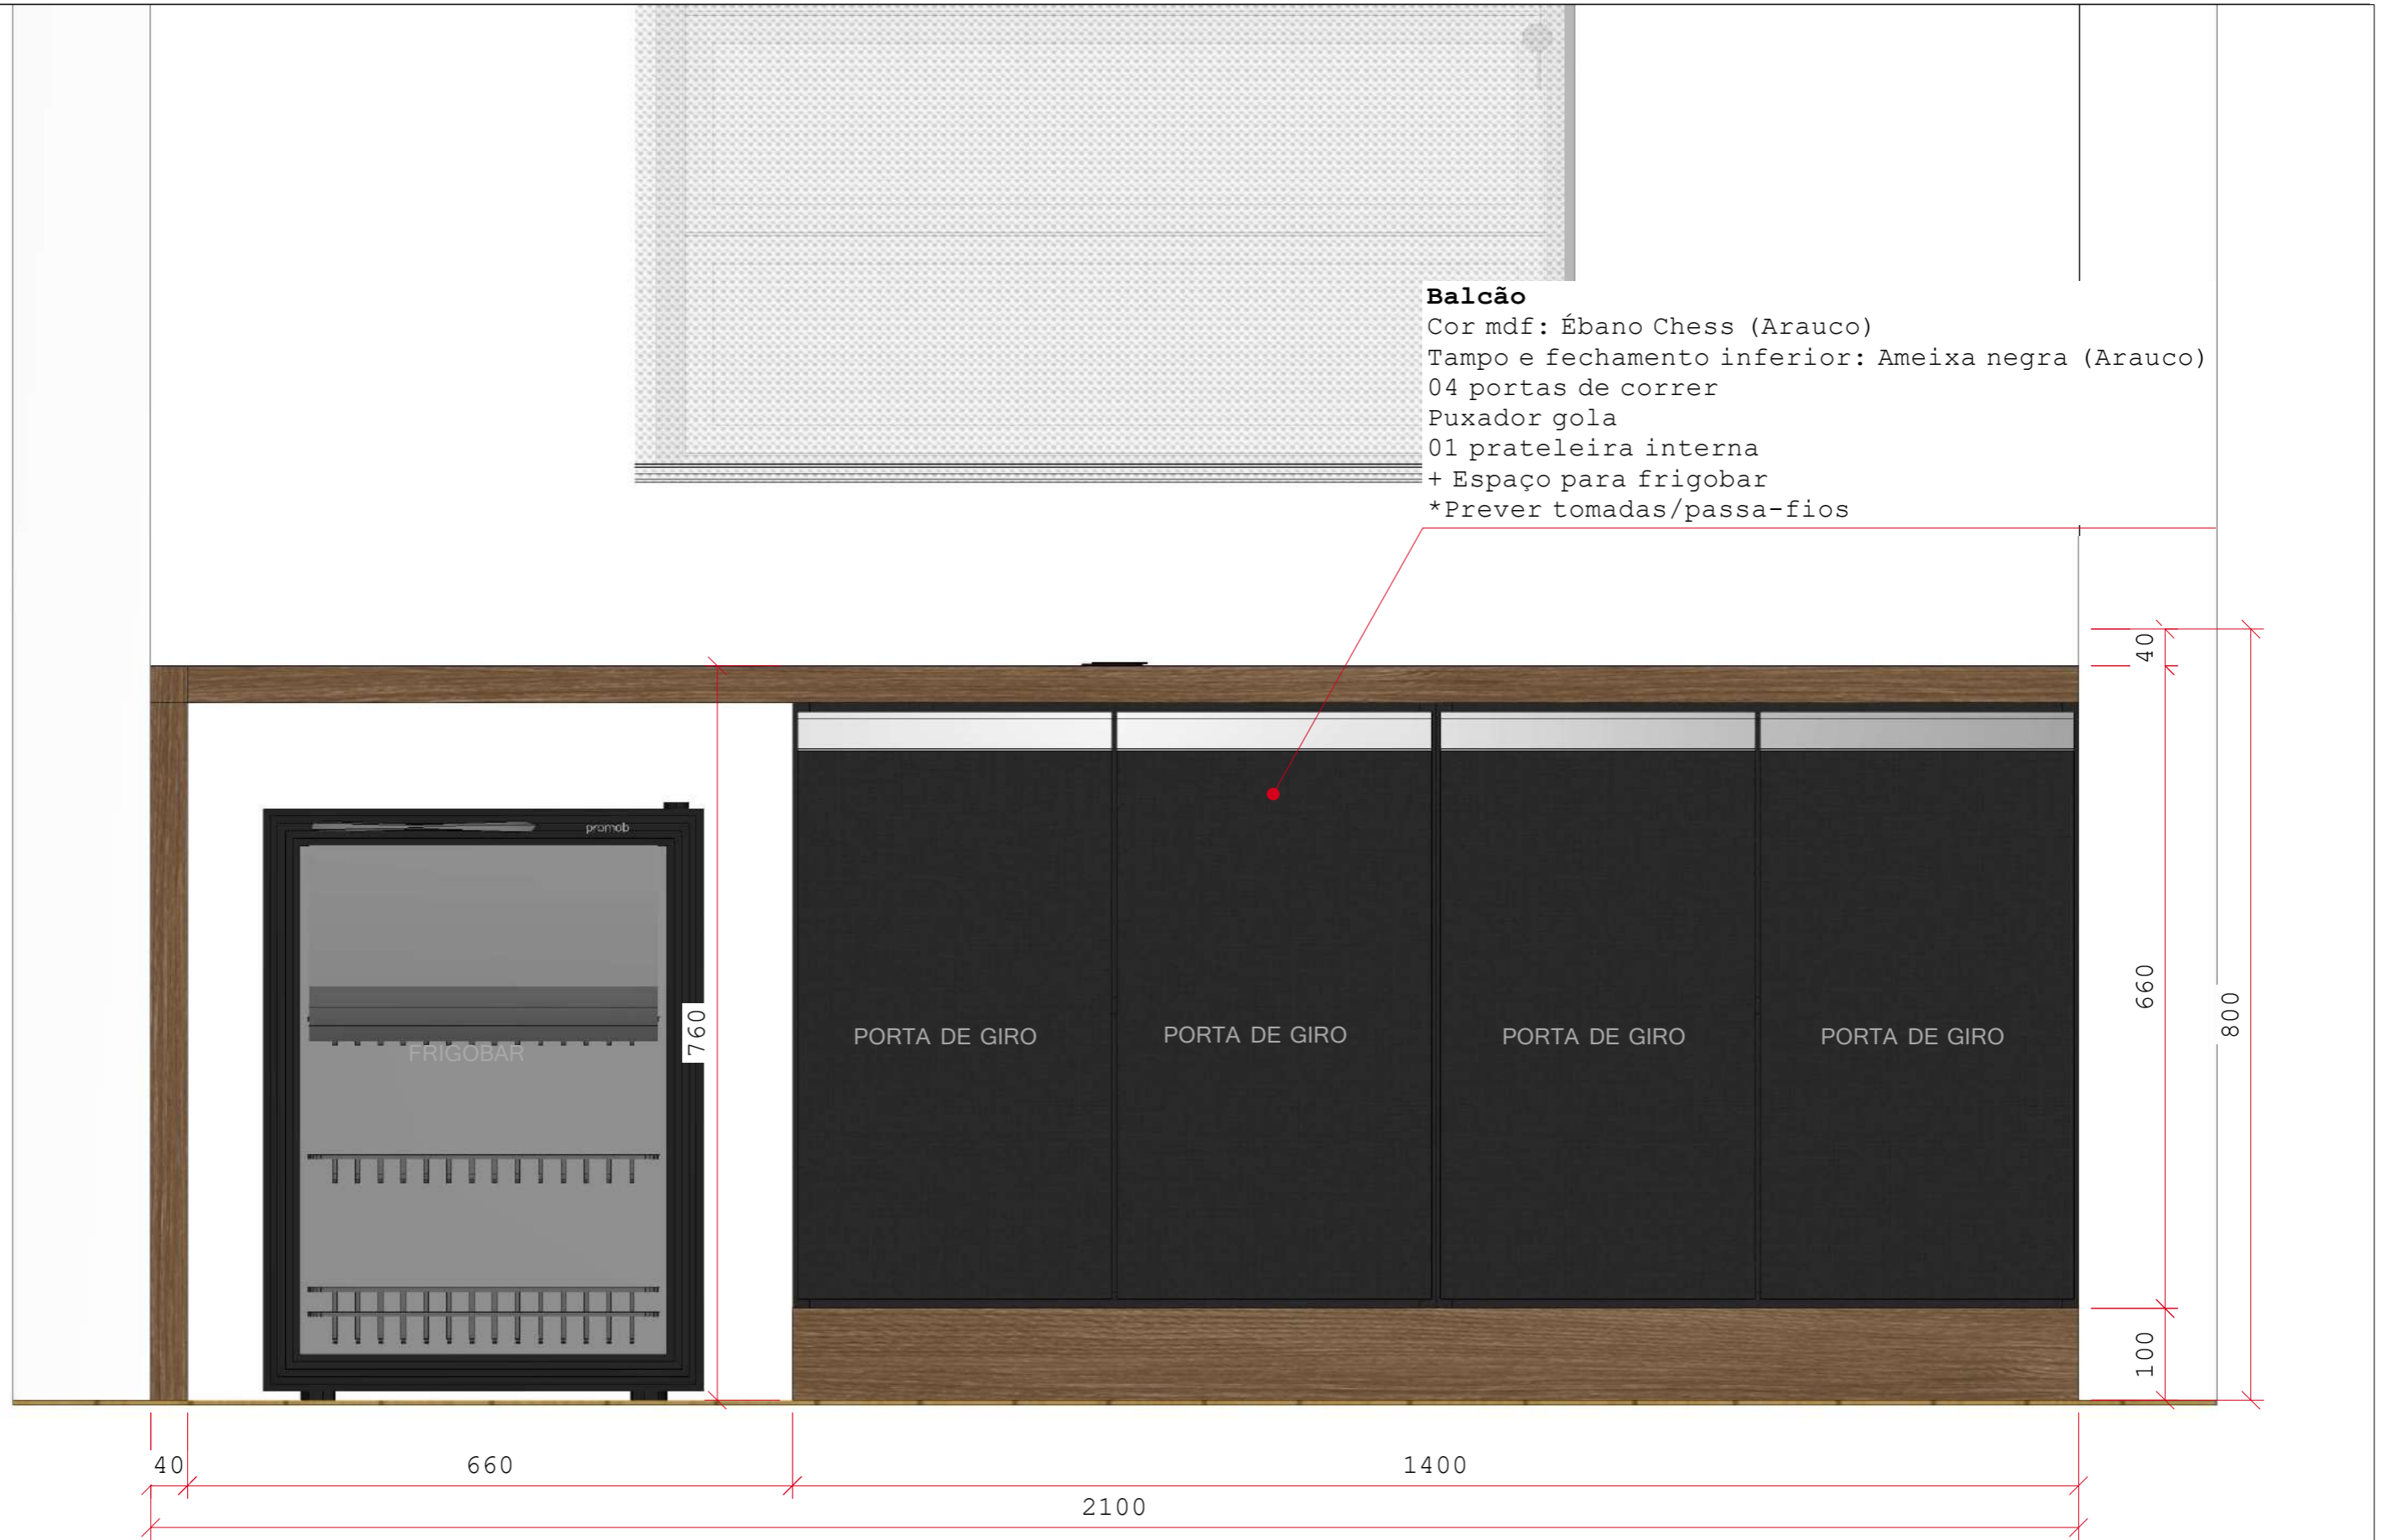 Balcão
Cor mdf: Ébano Chess (Arauco)
Tampo e fechamento inferior: Ameixa negra (Arauco)
04 portas de correr
Puxador gola
01 prateleira interna
+ Espaço para frigobar
*Prever tomadas/passa-fios
40
promob
660
800
760
FRIGOBAR
PORTA DE GIRO
PORTA DE GIRO
PORTA DE GIRO
PORTA DE GIRO
100
40
660
1400
2100